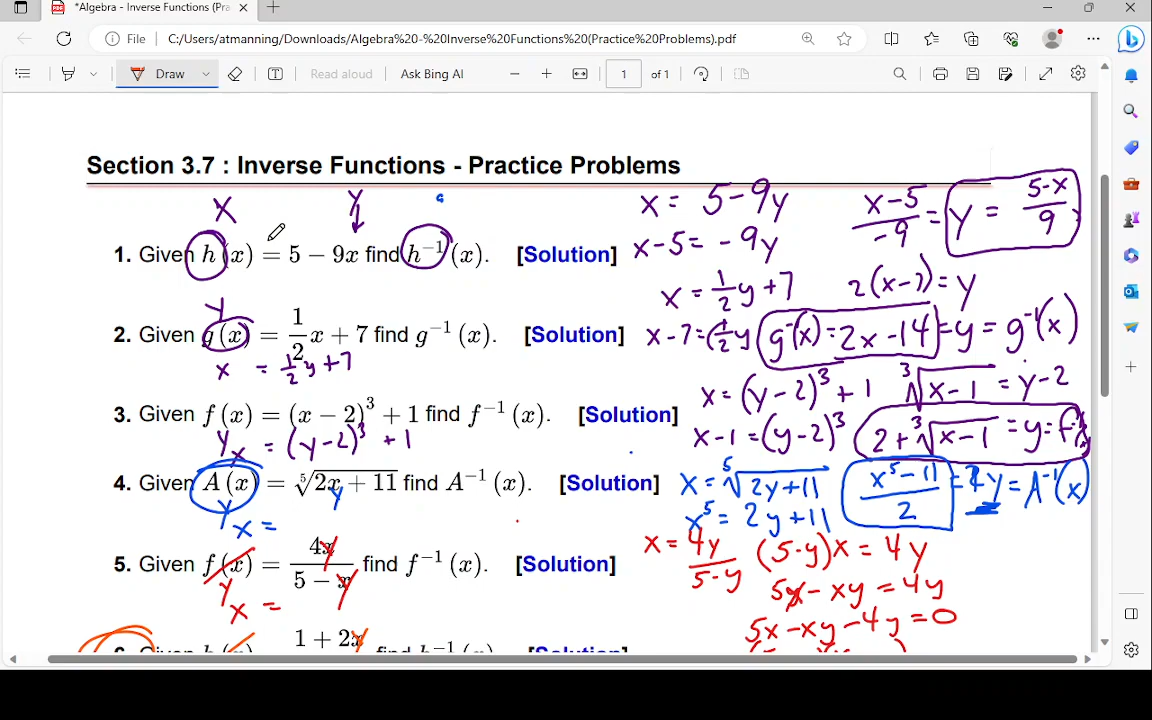 *Algebra - Inverse Functions (Pra
File C:/Users/atmanning/Downloads/Algebra%20-%20Inverse%20Functions%20(Practice%20Problems).pdf
Draw Read aloud Ask Bing AI 1 of 1
Section 3.7 : Inverse Functions - Practice Problems
x y
x = 5-9y
x-5 / -9 = y = 5-x / 9
1. Given h (x) = 5 − 9x find h⁻¹ (x). [Solution]
x-5 = -9y
x = 1/2 y + 7
2(x-7) = y
y
2. Given g(x) = 1/2 x + 7 find g⁻¹ (x). [Solution]
x-7 = (1/2 y
g⁻¹(x) = 2x-14 = y = g⁻¹(x)
x = 1/2 y + 7
x = (y-2)³ + 1
³√x-1 = y-2
3. Given f (x) = (x − 2)³ + 1 find f⁻¹ (x). [Solution]
y x = (y-2)³ + 1
x-1 = (y-2)³
2 + ³√x-1 = y =
4. Given A (x) = ⁵√2x + 11 find A⁻¹ (x). [Solution]
y
x = ⁵√2y+11
x⁵-11 / 2 = y = A⁻¹(x)
y x =
x⁵ = 2y+11
x = 4y / 5-y
(5-y)x = 4y
5. Given f (x) = 4x / 5 − x find f⁻¹ (x). [Solution]
y y
5x - xy = 4y
y x =
5x - xy - 4y = 0
1 + 2x
y